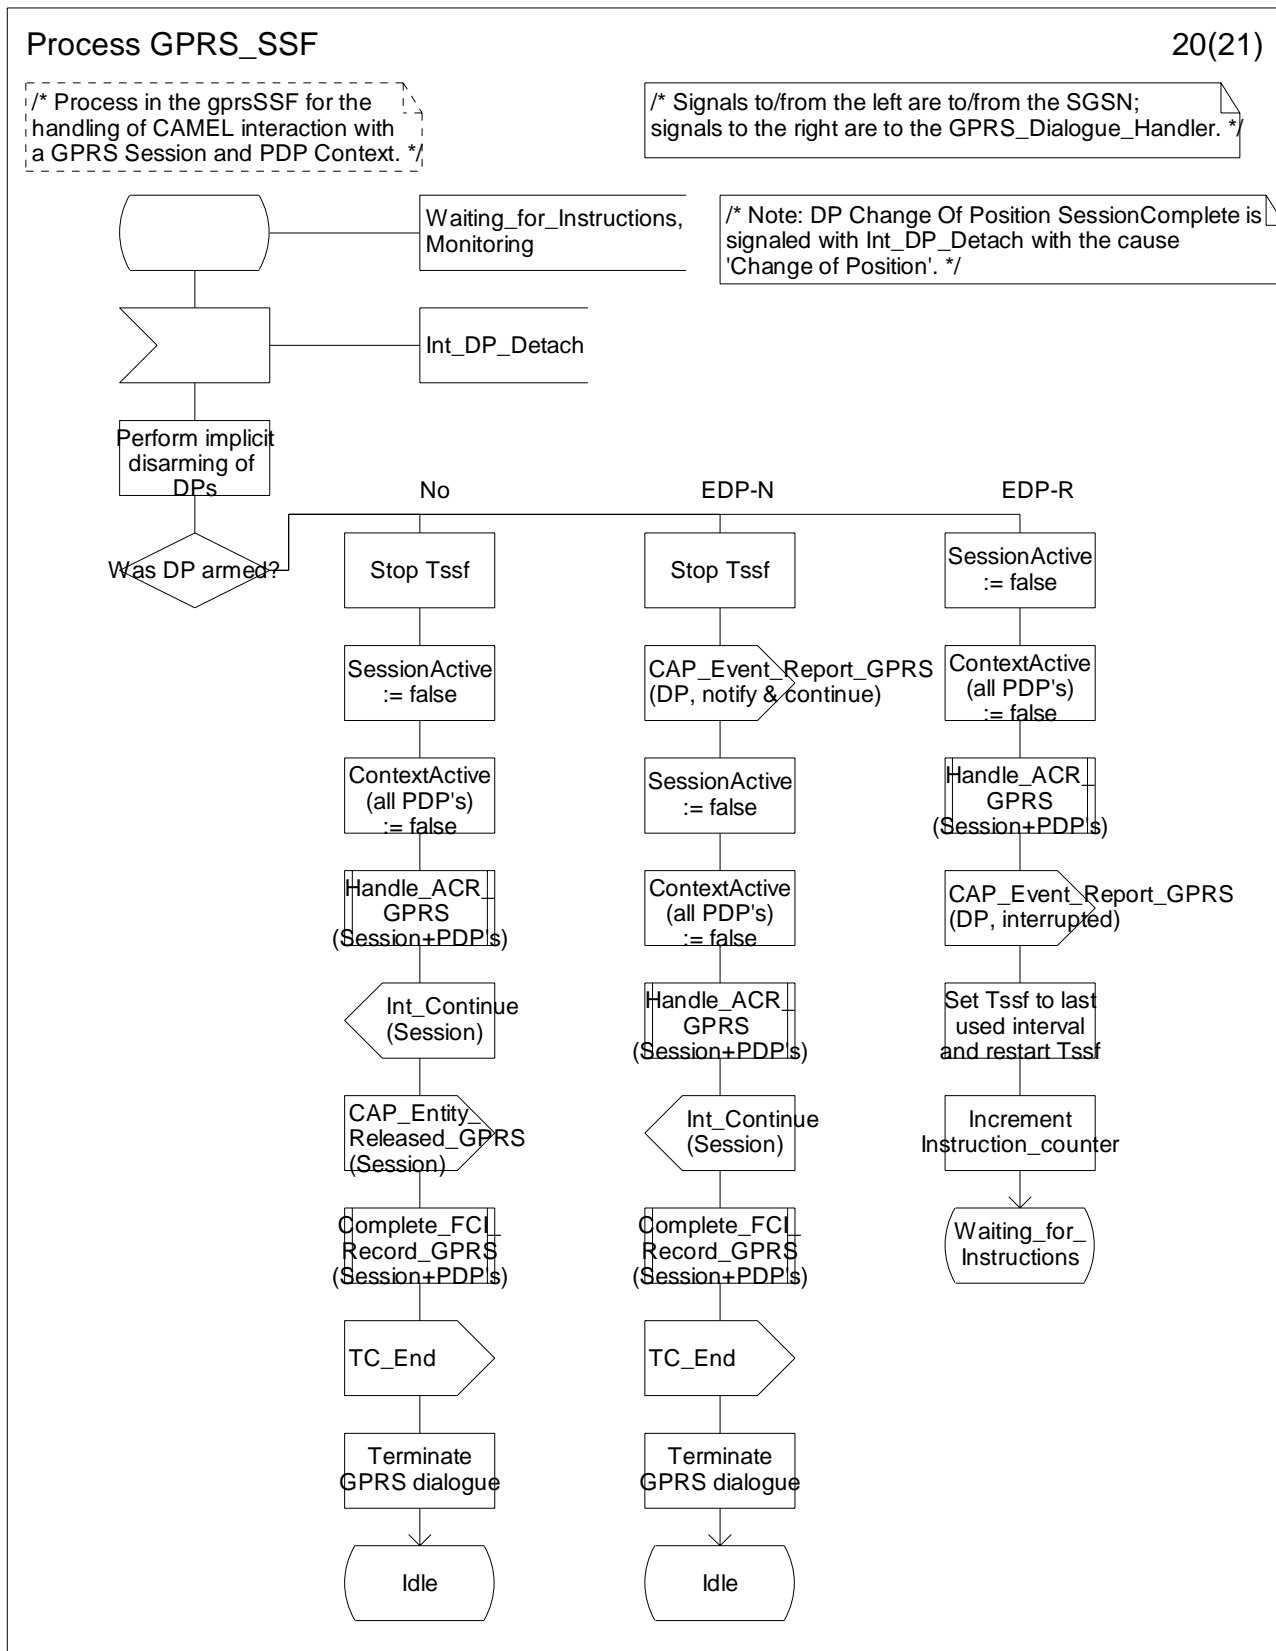 Process GPRS_SSF
20(21)
/* Process in the gprsSSF for the
handling of CAMEL interaction with
a GPRS Session and PDP Context. */
/* Signals to/from the left are to/from the SGSN;
signals to the right are to the GPRS_Dialogue_Handler. */
Waiting_for_Instructions,
Monitoring
/* Note: DP Change Of Position SessionComplete is
signaled with Int_DP_Detach with the cause
'Change of Position'. */
Int_DP_Detach
Perform implicit
disarming of
DPs
Was DP armed?
No
Stop Tssf
SessionActive
:= false
ContextActive
(all PDP's)
:= false
Handle_ACR_
GPRS
(Session+PDP's)
Int_Continue
(Session)
CAP_Entity_
Released_GPRS
(Session)
Complete_FCI_
Record_GPRS
(Session+PDP's)
TC_End
Terminate
GPRS dialogue
Idle
EDP-N
Stop Tssf
CAP_Event_Report_GPRS
(DP, notify & continue)
SessionActive
:= false
ContextActive
(all PDP's)
:= false
Handle_ACR_
GPRS
(Session+PDP's)
Int_Continue
(Session)
Complete_FCI_
Record_GPRS
(Session+PDP's)
TC_End
Terminate
GPRS dialogue
Idle
EDP-R
SessionActive
:= false
ContextActive
(all PDP's)
:= false
Handle_ACR_
GPRS
(Session+PDP's)
CAP_Event_Report_GPRS
(DP, interrupted)
Set Tssf to last
used interval
and restart Tssf
Increment
Instruction_counter
Waiting_for_
Instructions